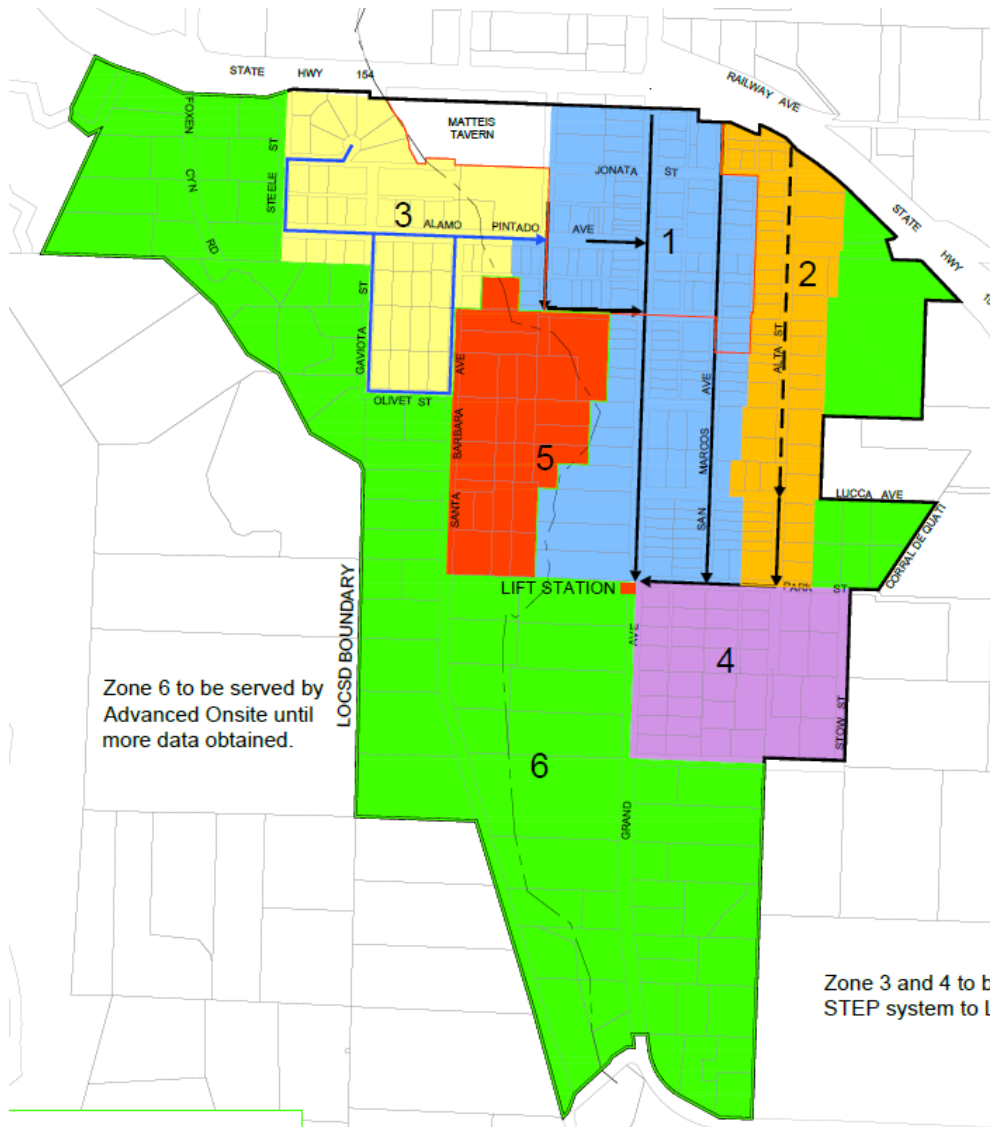 STATE HWY 154
RAILWAY AVE
MATTEIS
TAVERN
FOXEN
CYN
RD
STEELE ST
JONATA ST
3
ALAMO PINTADO AVE
1
2
STATE
HWY
GAVIOTA ST
ALTA ST
OLIVET ST
SANTA BARBARA AVE
5
SAN MARCOS AVE
LUCCA AVE
CORRAL DE QUATI
LIFT STATION
PARK ST
LOCSD BOUNDARY
GRAND AVE
4
STOW ST
Zone 6 to be served by
Advanced Onsite until
more data obtained.
6
Zone 3 and 4 to b
STEP system to L